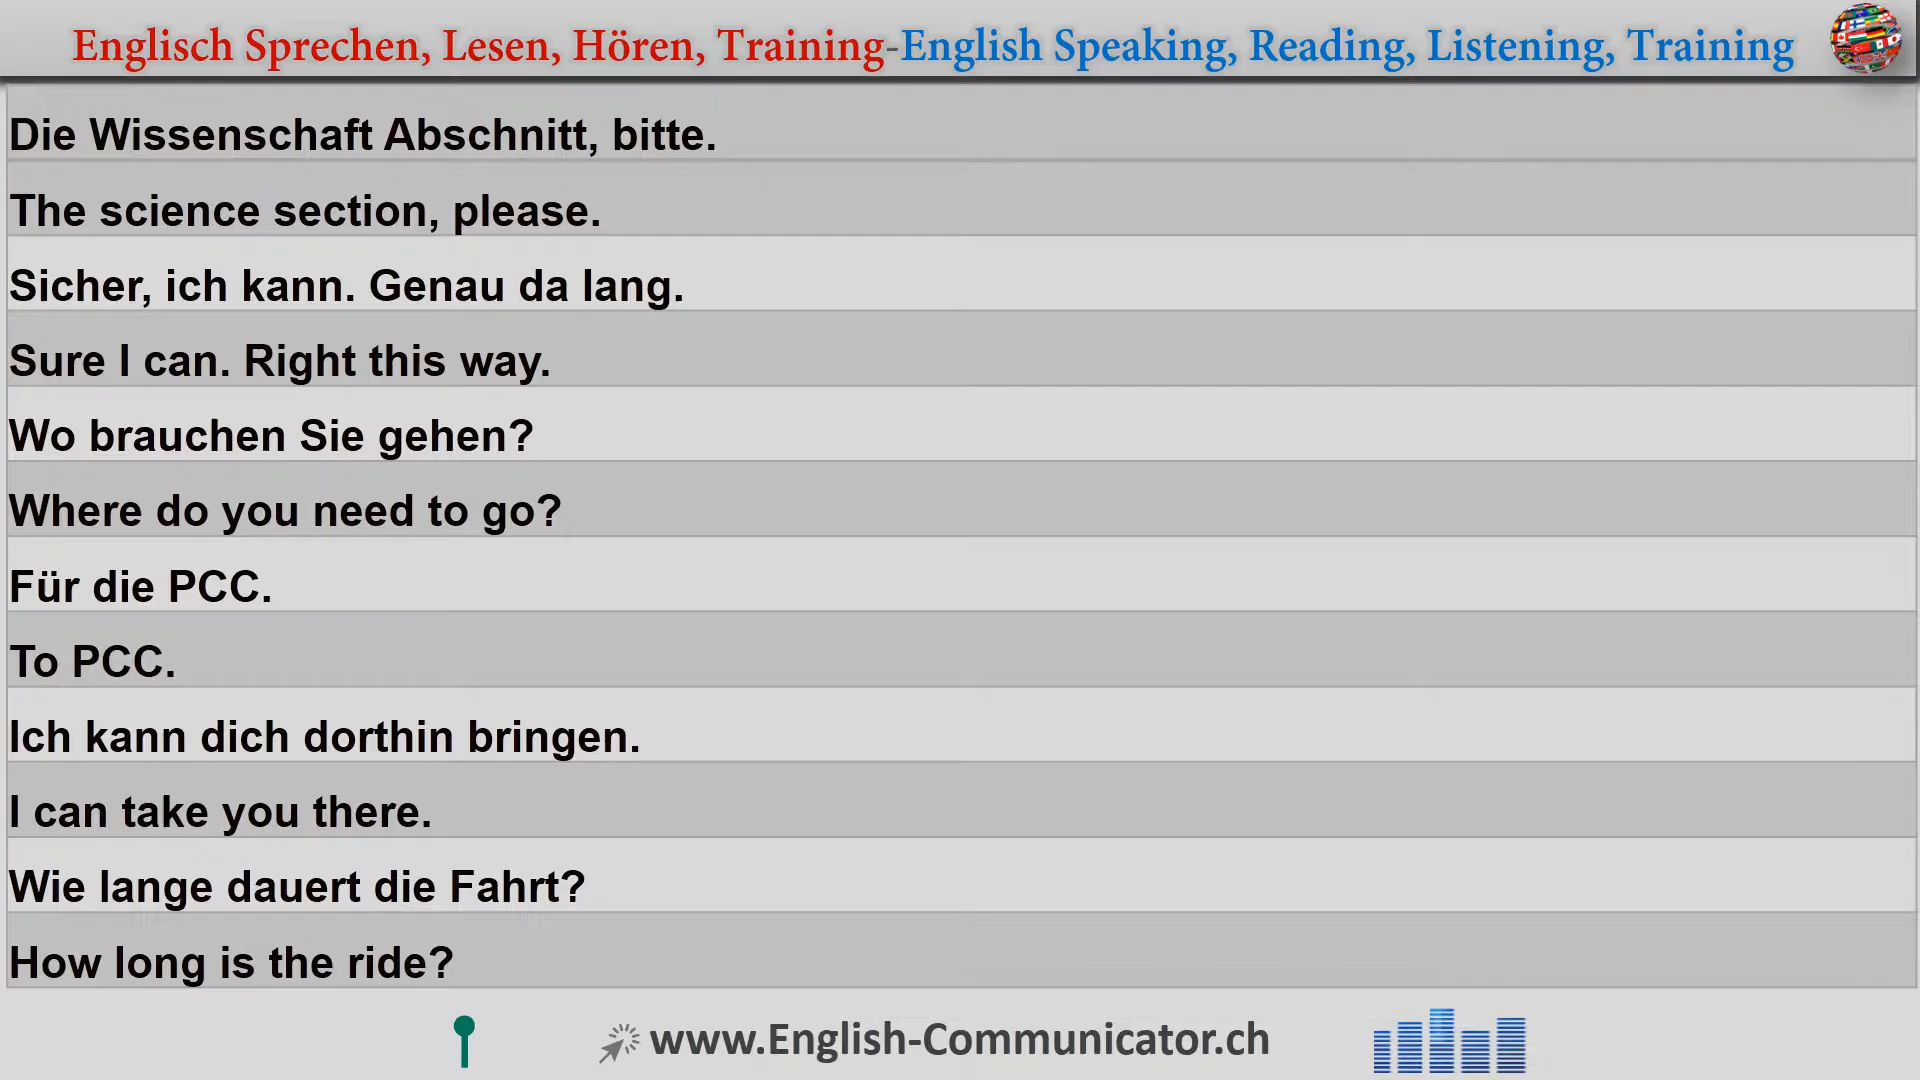 Englisch Sprechen, Lesen, Hören, Training-English Speaking, Reading, Listening, Training
Die Wissenschaft Abschnitt, bitte.
The science section, please.
Sicher, ich kann. Genau da lang.
Sure I can. Right this way.
Wo brauchen Sie gehen?
Where do you need to go?
Für die PCC.
To PCC.
Ich kann dich dorthin bringen.
I can take you there.
Wie lange dauert die Fahrt?
How long is the ride?
www.English-Communicator.ch